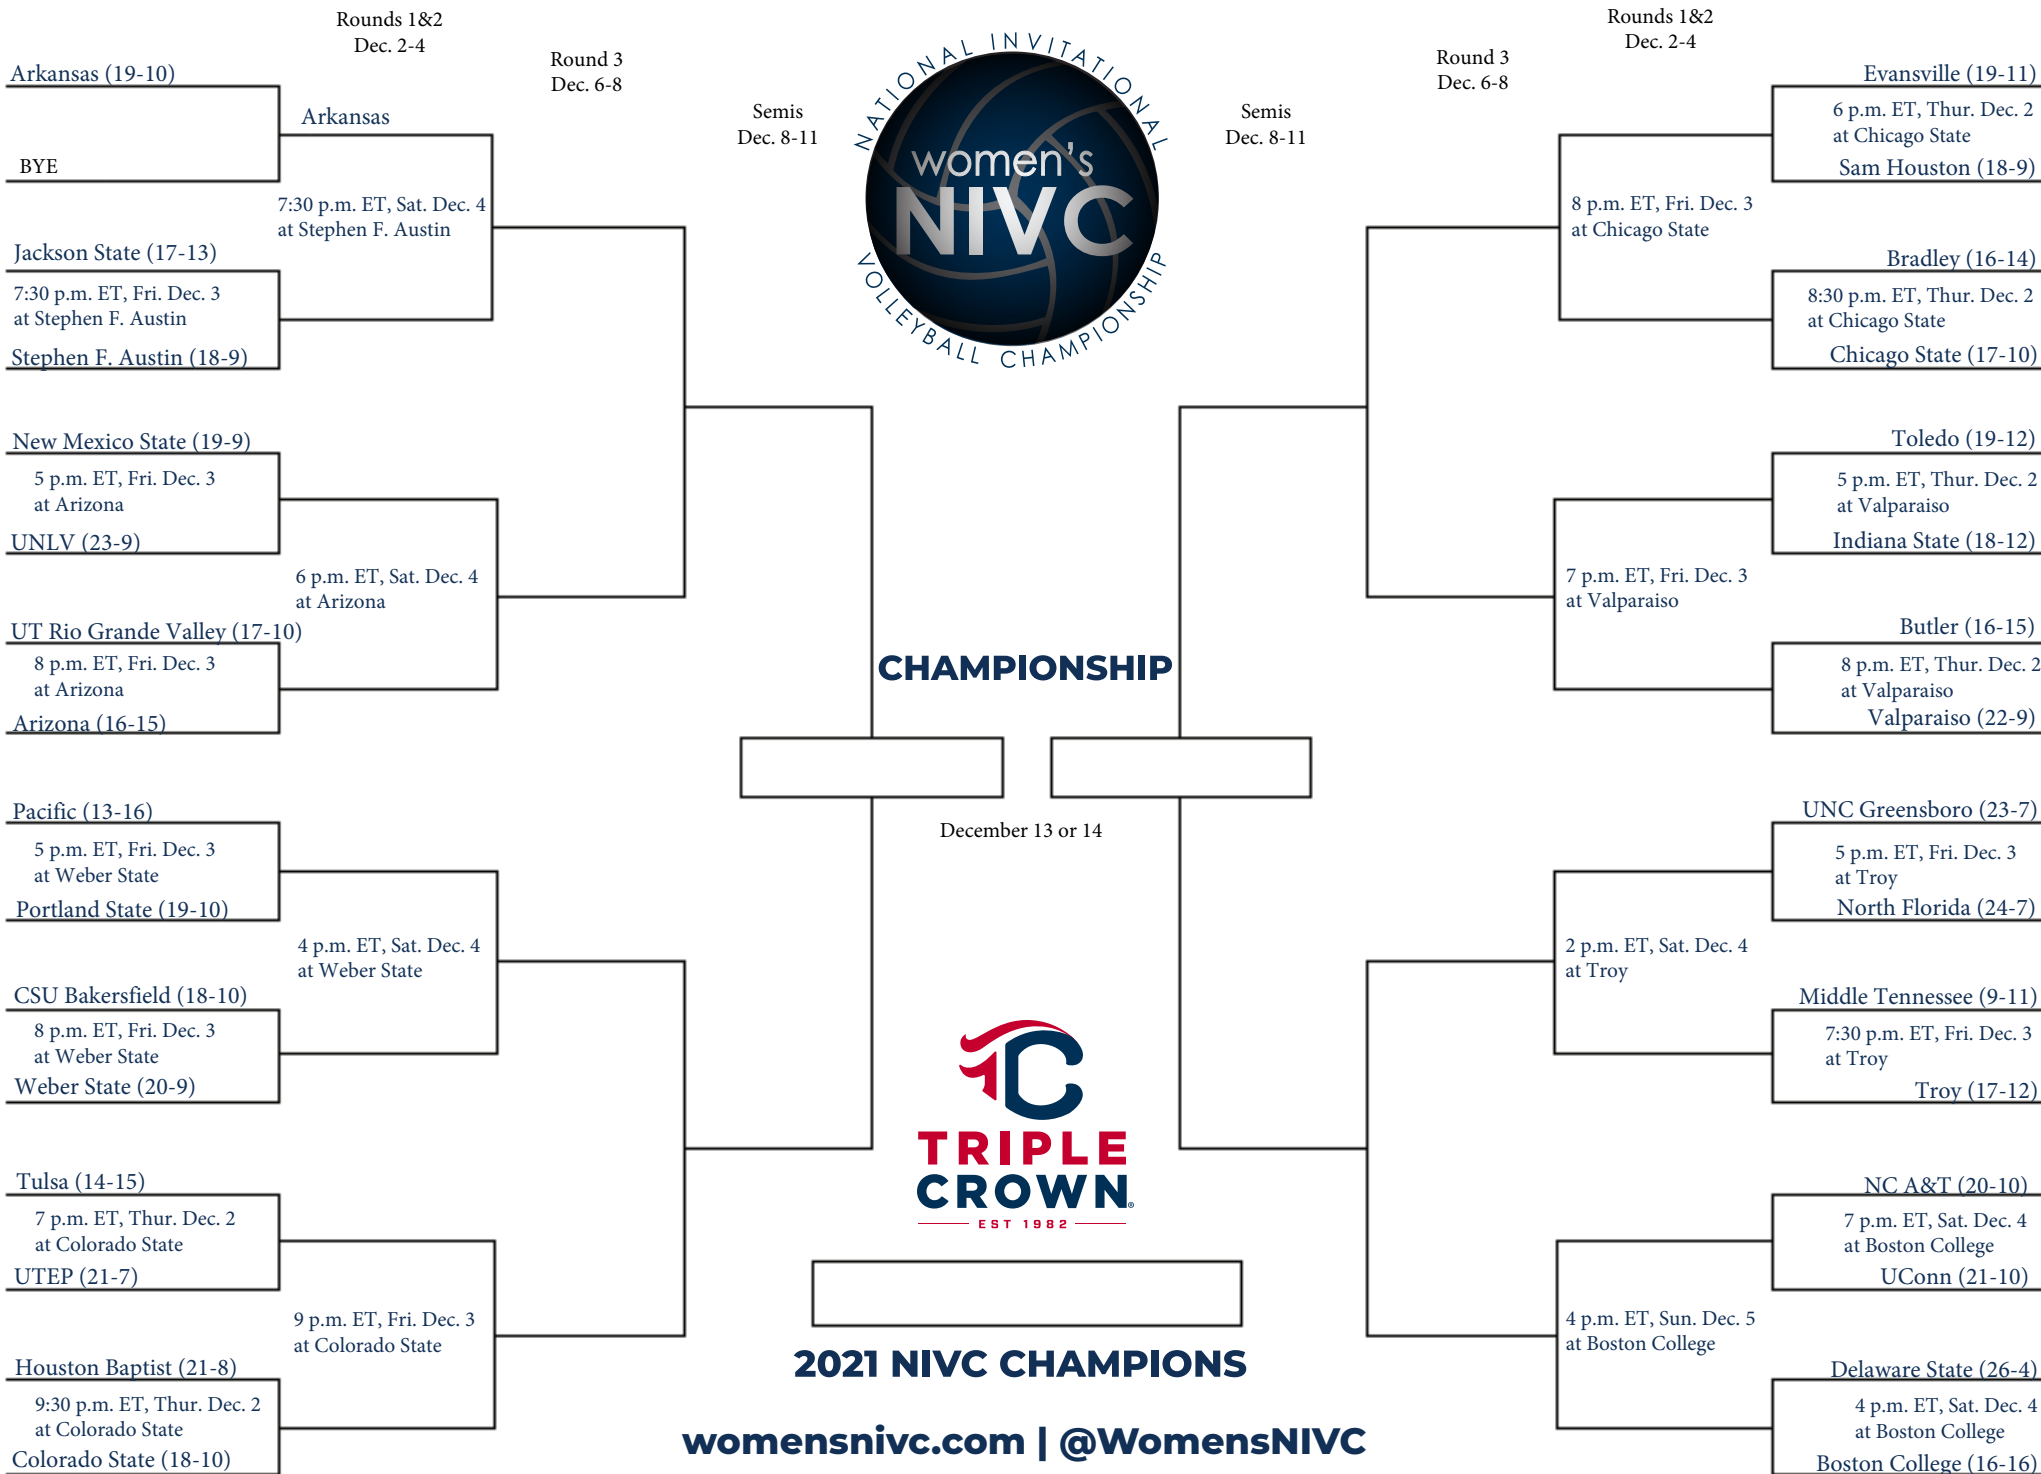 Rounds 1&2
Dec. 2-4
Round 3
Dec. 6-8
Semis
Dec. 8-11
Arkansas (19-10)
BYE
Arkansas
7:30 p.m. ET, Sat. Dec. 4
at Stephen F. Austin
Jackson State (17-13)
7:30 p.m. ET, Fri. Dec. 3
at Stephen F. Austin
Stephen F. Austin (18-9)
New Mexico State (19-9)
5 p.m. ET, Fri. Dec. 3
at Arizona
UNLV (23-9)
6 p.m. ET, Sat. Dec. 4
at Arizona
UT Rio Grande Valley (17-10)
8 p.m. ET, Fri. Dec. 3
at Arizona
Arizona (16-15)
Pacific (13-16)
5 p.m. ET, Fri. Dec. 3
at Weber State
Portland State (19-10)
4 p.m. ET, Sat. Dec. 4
at Weber State
CSU Bakersfield (18-10)
8 p.m. ET, Fri. Dec. 3
at Weber State
Weber State (20-9)
Tulsa (14-15)
7 p.m. ET, Thur. Dec. 2
at Colorado State
UTEP (21-7)
9 p.m. ET, Fri. Dec. 3
at Colorado State
Houston Baptist (21-8)
9:30 p.m. ET, Thur. Dec. 2
at Colorado State
Colorado State (18-10)
NATIONAL INVITATIONAL
women's
NIVC
VOLLEYBALL CHAMPIONSHIP
CHAMPIONSHIP
December 13 or 14
TRIPLE
CROWN®
EST 1982
2021 NIVC CHAMPIONS
womensnivc.com | @WomensNIVC
Semis
Dec. 8-11
Round 3
Dec. 6-8
Rounds 1&2
Dec. 2-4
Evansville (19-11)
6 p.m. ET, Thur. Dec. 2
at Chicago State
Sam Houston (18-9)
8 p.m. ET, Fri. Dec. 3
at Chicago State
Bradley (16-14)
8:30 p.m. ET, Thur. Dec. 2
at Chicago State
Chicago State (17-10)
Toledo (19-12)
5 p.m. ET, Thur. Dec. 2
at Valparaiso
Indiana State (18-12)
7 p.m. ET, Fri. Dec. 3
at Valparaiso
Butler (16-15)
8 p.m. ET, Thur. Dec. 2
at Valparaiso
Valparaiso (22-9)
UNC Greensboro (23-7)
5 p.m. ET, Fri. Dec. 3
at Troy
North Florida (24-7)
2 p.m. ET, Sat. Dec. 4
at Troy
Middle Tennessee (9-11)
7:30 p.m. ET, Fri. Dec. 3
at Troy
Troy (17-12)
NC A&T (20-10)
7 p.m. ET, Sat. Dec. 4
at Boston College
UConn (21-10)
4 p.m. ET, Sun. Dec. 5
at Boston College
Delaware State (26-4)
4 p.m. ET, Sat. Dec. 4
at Boston College
Boston College (16-16)